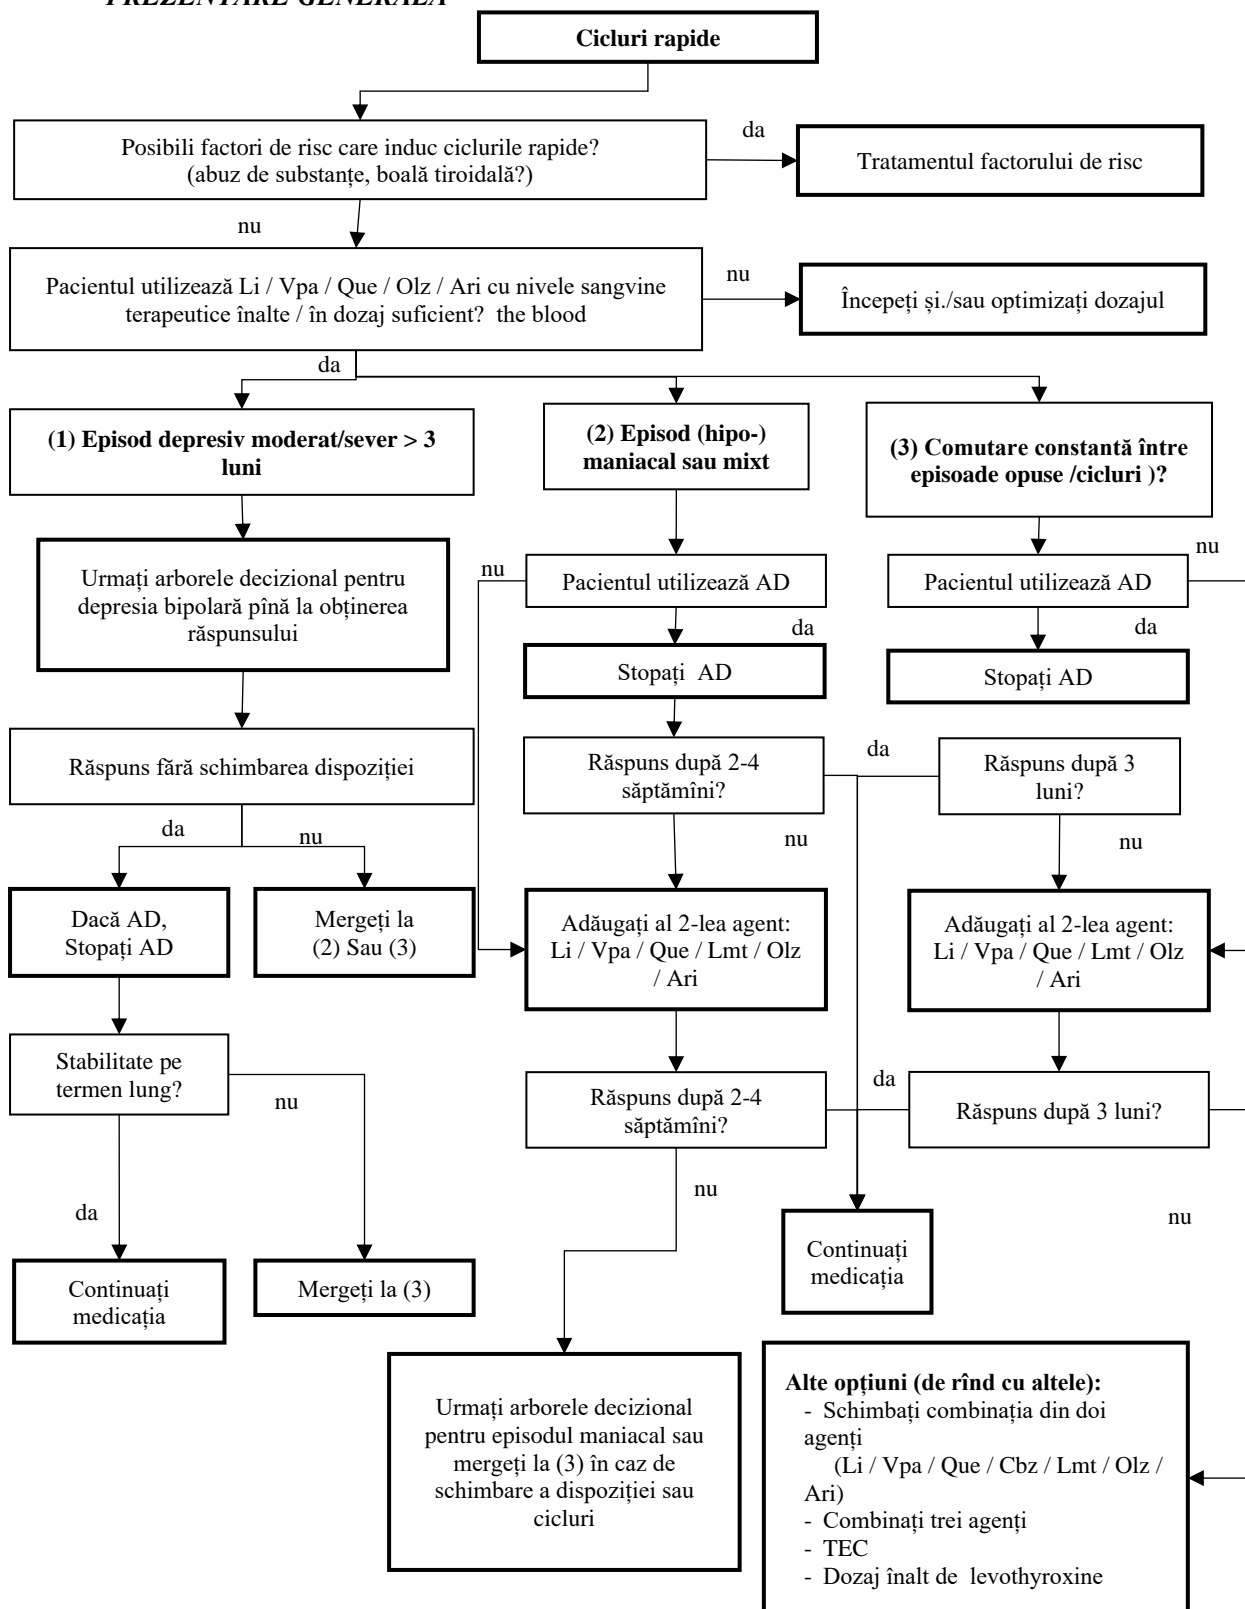 PREZENTARE GENERALĂ
Cicluri rapide
Posibili factori de risc care induc ciclurile rapide?
(abuz de substanțe, boală tiroidală?)
da
Tratamentul factorului de risc
nu
Pacientul utilizează Li / Vpa / Que / Olz / Ari cu nivele sangvine
terapeutice înalte / în dozaj suficient?  the blood
nu
Începeți și./sau optimizați dozajul
da
(1) Episod depresiv moderat/sever > 3
luni
(2) Episod (hipo-)
maniacal sau mixt
(3) Comutare constantă între
episoade opuse /cicluri )?
Urmați arborele decizional pentru
depresia bipolară pînă la obținerea
răspunsului
nu
Pacientul utilizează AD
da
Stopați  AD
Pacientul utilizează AD
nu
da
Stopați AD
Răspuns fără schimbarea dispoziției
Răspuns după 2-4
săptămîni?
da
Răspuns după 3
luni?
da
nu
nu
nu
Dacă AD,
Stopați AD
Mergeți la
(2) Sau (3)
Adăugați al 2-lea agent:
Li / Vpa / Que / Lmt / Olz
/ Ari
Adăugați al 2-lea agent:
Li / Vpa / Que / Lmt / Olz
/ Ari
Stabilitate pe
termen lung?
nu
Răspuns după 2-4
săptămîni?
da
Răspuns după 3 luni?
da
nu
nu
Continuați
medicația
Mergeți la (3)
Continuați
medicația
Urmați arborele decizional
pentru episodul maniacal sau
mergeți la (3) în caz de
schimbare a dispoziției sau
cicluri
Alte opțiuni (de rînd cu altele):
- Schimbați combinația din doi
agenți
(Li / Vpa / Que / Cbz / Lmt / Olz /
Ari)
- Combinați trei agenți
- TEC
- Dozaj înalt de  levothyroxine